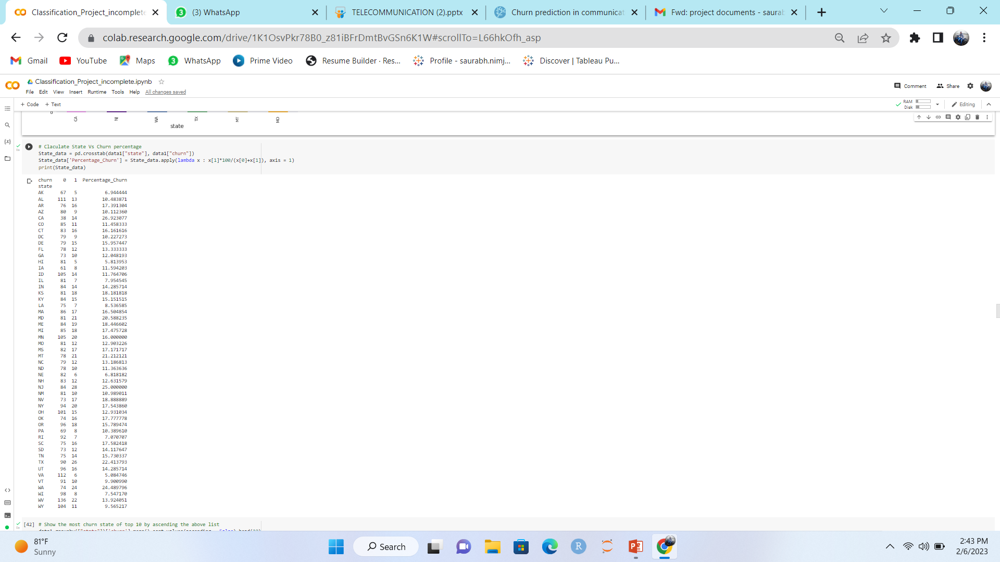 Classification_Project_incomplete
(3) WhatsApp
TELECOMMUNICATION (2).pptx
Churn prediction in communicat
Fwd: project documents - saurab
colab.research.google.com/drive/1K1OsvPkr78B0_z81iBFrDmtBvGSn6K1W#scrollTo=L66hkOfh_asp
Gmail YouTube Maps WhatsApp Prime Video Resume Builder · Res... Profile - saurabh.nimj... Discover | Tableau Pu...
Classification_Project_incomplete.ipynb
Comment Share
File Edit View Insert Runtime Tools Help All changes saved
+ Code + Text
RAM
Disk
Editing
0
CA NJ WA TX MT MD
state
# Claculate State Vs Churn percentage
State_data = pd.crosstab(data1["state"], data1["churn"])
State_data['Percentage_Churn'] = State_data.apply(lambda x : x[1]*100/(x[0]+x[1]), axis = 1)
print(State_data)
churn 0 1 Percentage_Churn
state
AK 67 5 6.944444
AL 111 13 10.483871
AR 76 16 17.391304
AZ 80 9 10.112360
CA 38 14 26.923077
CO 85 11 11.458333
CT 83 16 16.161616
DC 79 9 10.227273
DE 79 15 15.957447
FL 78 12 13.333333
GA 73 10 12.048193
HI 81 5 5.813953
IA 61 8 11.594203
ID 105 14 11.764706
IL 81 7 7.954545
IN 84 14 14.285714
KS 81 18 18.181818
KY 84 15 15.151515
LA 75 7 8.536585
MA 86 17 16.504854
MD 81 21 20.588235
ME 84 19 18.446602
MI 85 18 17.475728
MN 105 20 16.000000
MO 81 12 12.903226
MS 82 17 17.171717
MT 78 21 21.212121
NC 79 12 13.186813
ND 78 10 11.363636
NE 82 6 6.818182
NH 83 12 12.631579
NJ 84 28 25.000000
NM 81 10 10.989011
NV 73 17 18.888889
NY 94 20 17.543860
OH 101 15 12.931034
OK 74 16 17.777778
OR 96 18 15.789474
PA 69 8 10.389610
RI 92 7 7.070707
SC 75 16 17.582418
SD 73 12 14.117647
TN 75 14 15.730337
TX 90 26 22.413793
UT 96 16 14.285714
VA 112 6 5.084746
VT 91 10 9.900990
WA 74 24 24.489796
WI 98 8 7.547170
WV 136 22 13.924051
WY 104 11 9.565217
[42] # Show the most churn state of top 10 by ascending the above list
81°F
Sunny
Search
2:43 PM
2/6/2023